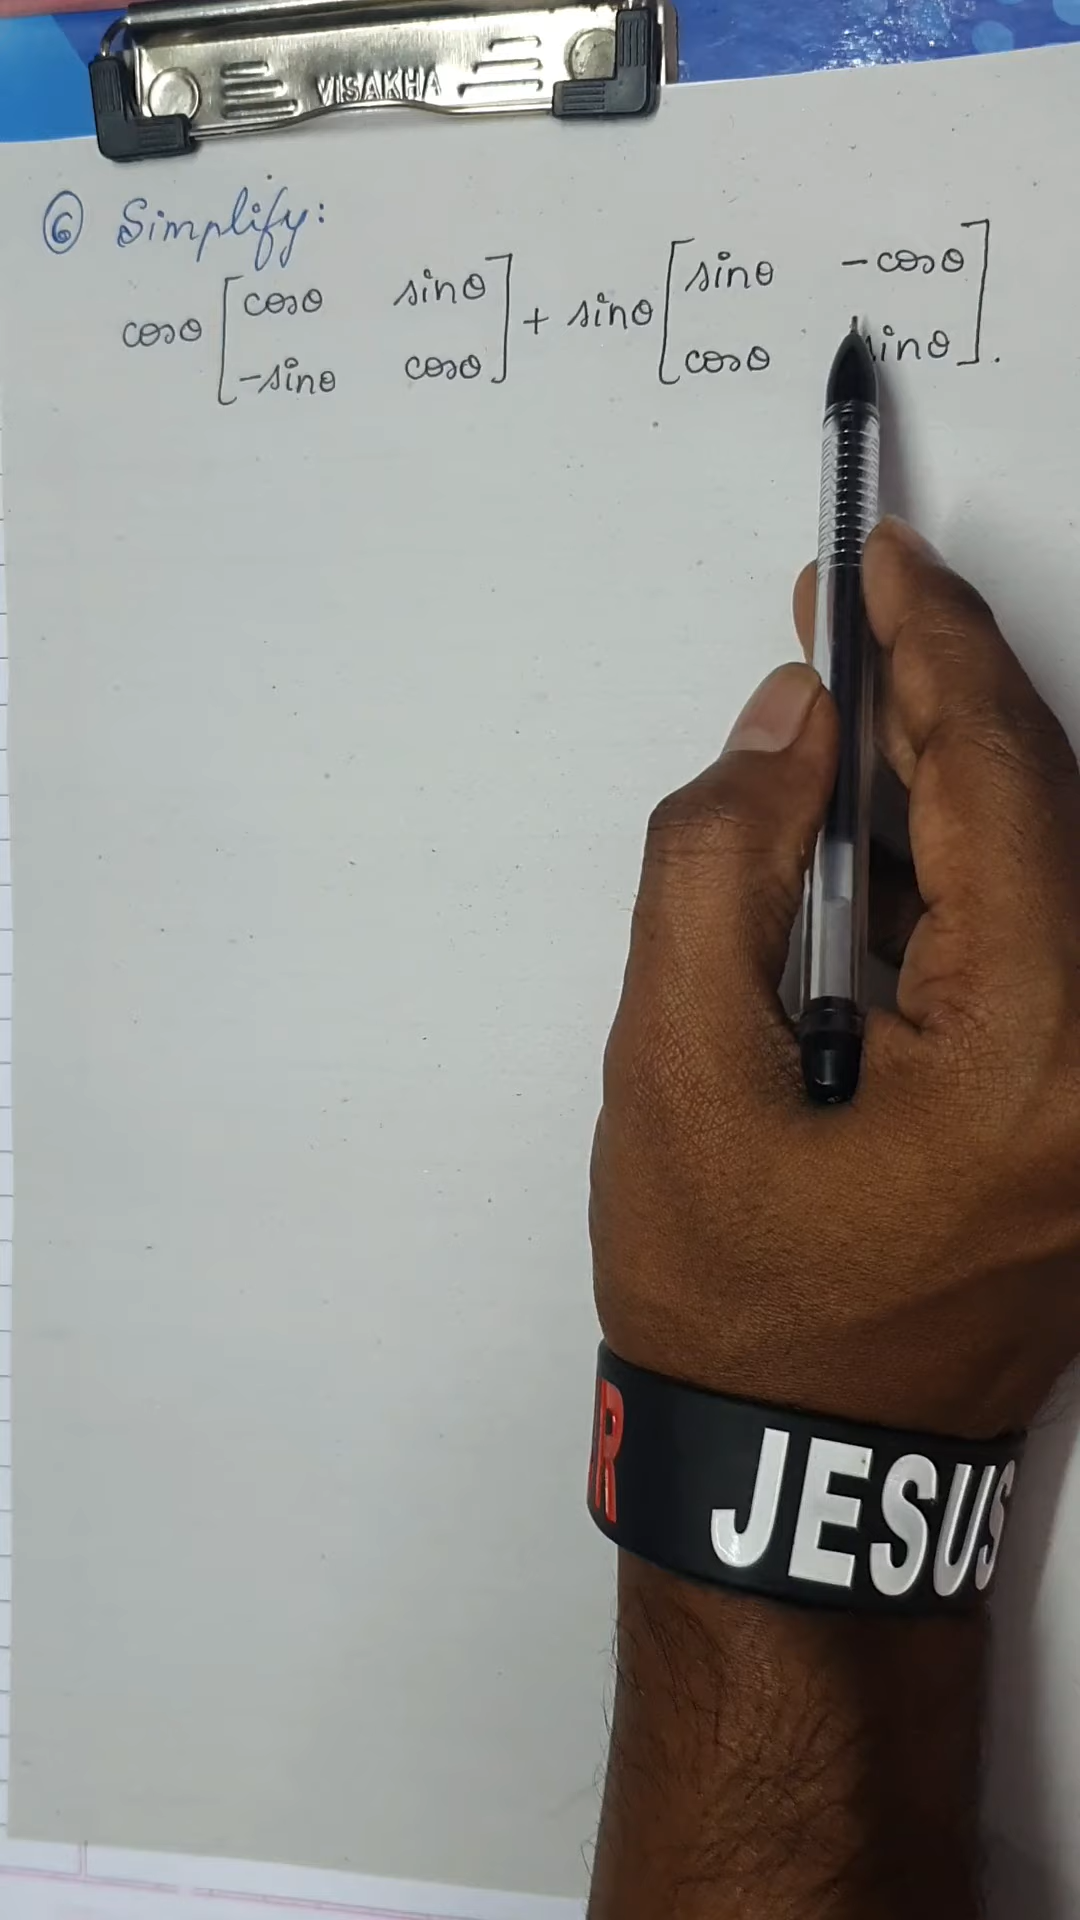 VISAKHA
⑥ Simplify:
cosθ [cosθ sinθ
-sinθ cosθ] + sinθ [sinθ -cosθ
cosθ sinθ].
R JESUS